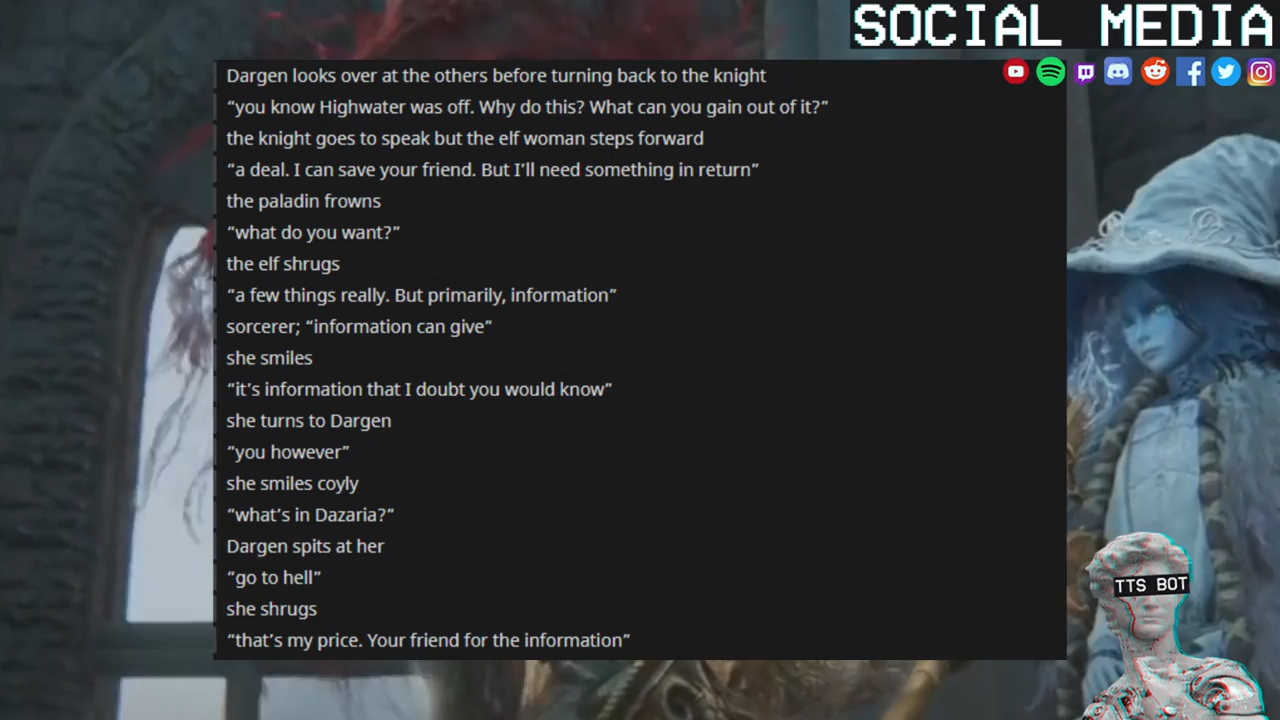 SOCIAL MEDIA
Dargen looks over at the others before turning back to the knight
“you know Highwater was off. Why do this? What can you gain out of it?”
the knight goes to speak but the elf woman steps forward
“a deal. I can save your friend. But I’ll need something in return”
the paladin frowns
“what do you want?”
the elf shrugs
“a few things really. But primarily, information”
sorcerer; “information can give”
she smiles
“it’s information that I doubt you would know”
she turns to Dargen
“you however”
she smiles coyly
“what’s in Dazaria?”
Dargen spits at her
“go to hell”
she shrugs
“that’s my price. Your friend for the information”
TTS BOT